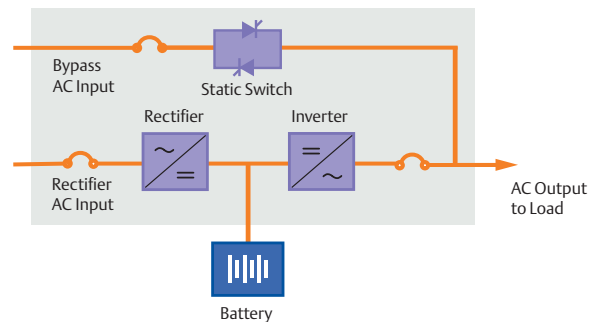 Bypass
AC Input
Static Switch
Rectifier
Inverter
Rectifier
AC Input
AC Output
to Load
Battery